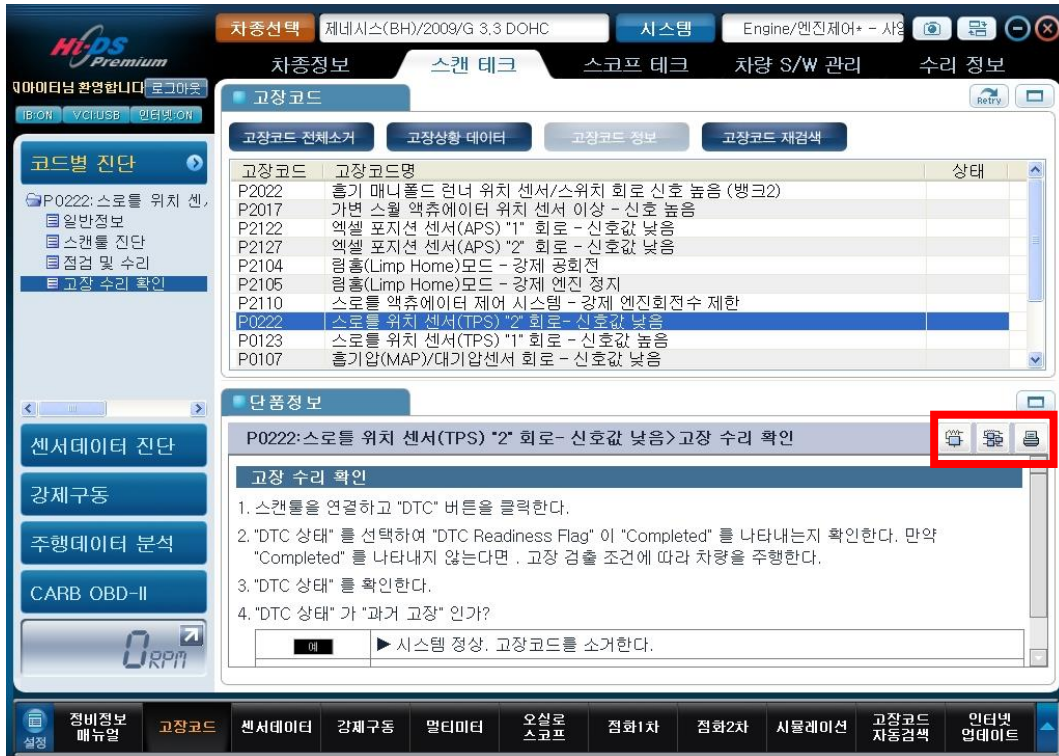 Hi-DS
Premium
차종선택 제네시스(BH)/2009/G 3,3 DOHC 시스템 Engine/엔진제어* - 사용
차종정보 스캔 테크 스코프 테크 차량 S/W 관리 수리 정보
아이티님 환영합니다 로그아웃
IB:ON VCI:USB 인터넷:ON
고장코드
Retry
고장코드 전체소거 고장상황 데이터 고장코드 정보 고장코드 재검색
고장코드 고장코드명 상태
P2022 흡기 매니폴드 런너 위치 센서/스위치 회로 신호 높음 (뱅크2)
P2017 가변 스월 액츄에이터 위치 센서 이상 - 신호 높음
P2122 엑셀 포지션 센서(APS) "1" 회로 - 신호값 낮음
P2127 엑셀 포지션 센서(APS) "2" 회로 - 신호값 낮음
P2104 림홈(Limp Home)모드 - 강제 공회전
P2105 림홈(Limp Home)모드 - 강제 엔진 정지
P2110 스로틀 액츄에이터 제어 시스템 - 강제 엔진회전수 제한
P0222 스로틀 위치 센서(TPS) "2" 회로- 신호값 낮음
P0123 스로틀 위치 센서(TPS) "1" 회로 - 신호값 높음
P0107 흡기압(MAP)/대기압센서 회로 - 신호값 낮음
코드별 진단
P0222:스로틀 위치 센,
일반정보
스캔툴 진단
점검 및 수리
고장 수리 확인
센서데이터 진단
강제구동
주행데이터 분석
CARB OBD-II
0 RPM
단품정보
P0222:스로틀 위치 센서(TPS) "2" 회로- 신호값 낮음>고장 수리 확인
고장 수리 확인
1. 스캔툴을 연결하고 "DTC" 버튼을 클릭한다.
2. "DTC 상태" 를 선택하여 "DTC Readiness Flag" 이 "Completed" 를 나타내는지 확인한다. 만약
"Completed" 를 나타내지 않는다면 . 고장 검출 조건에 따라 차량을 주행한다.
3. "DTC 상태" 를 확인한다.
4. "DTC 상태" 가 "과거 고장" 인가?
예 ▶ 시스템 정상. 고장코드를 소거한다.
설정 정비정보 매뉴얼 고장코드 센서데이터 강제구동 멀티미터 오실로 스코프 점화1차 점화2차 시뮬레이션 고장코드 자동검색 인터넷 업데이트